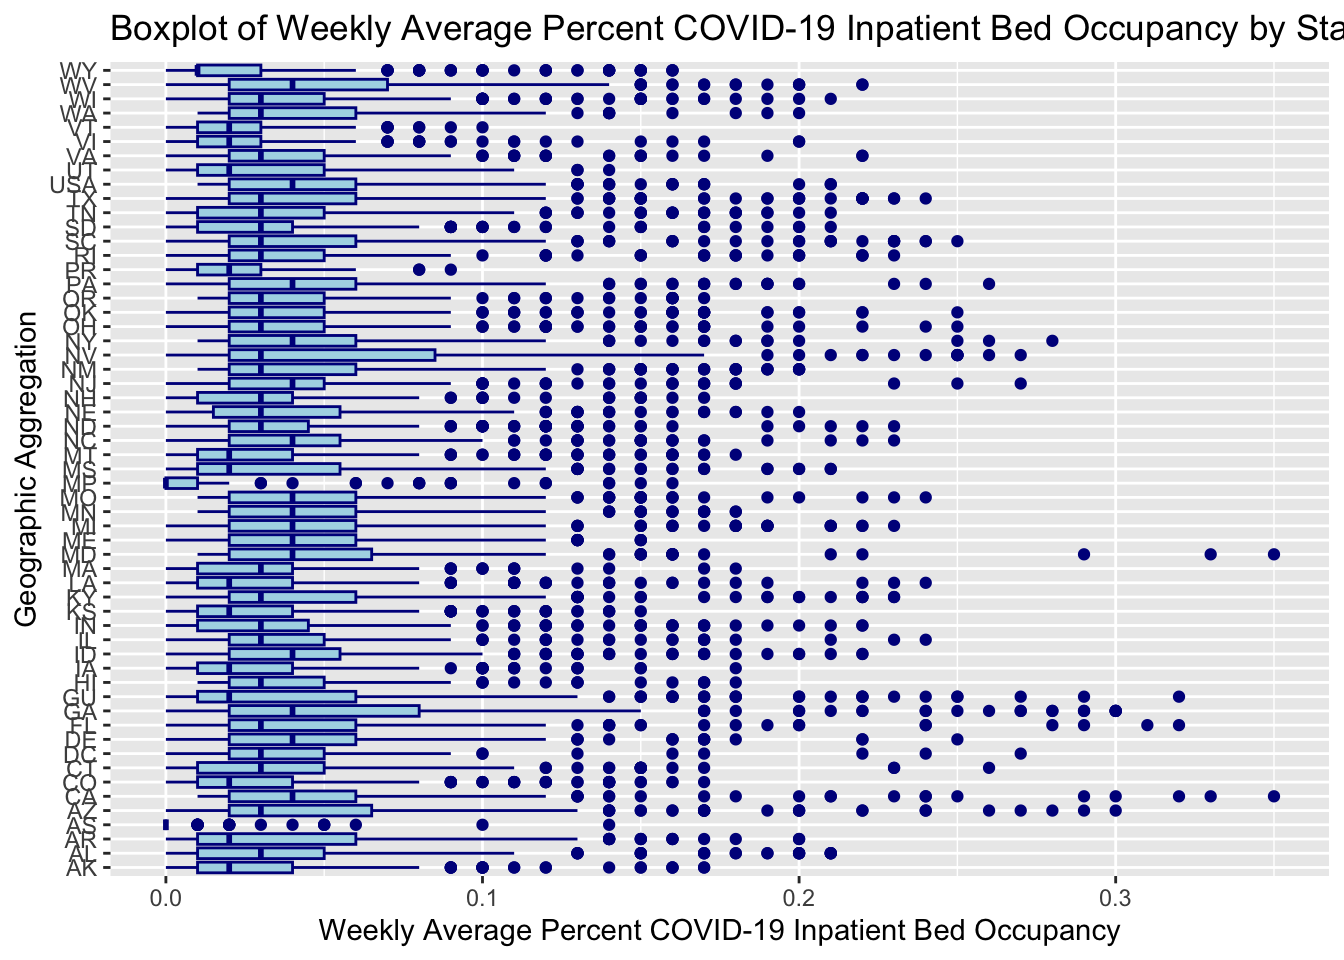 Boxplot of Weekly Average Percent COVID-19 Inpatient Bed Occupancy by Sta
WY
WV
WI
WA
VT
VI
VA
UT
USA
TX
TN
SD
SC
RI
PR
PA
OR
OK
OH
NY
NV
NM
NJ
NH
NE
ND
NC
MT
MS
MP
MO
MN
MI
ME
MD
MA
LA
KY
KS
IN
IL
ID
IA
HI
GU
GA
FL
DE
DC
CT
CO
CA
AZ
AS
AR
AL
AK
Geographic Aggregation
0.0 0.1 0.2 0.3
Weekly Average Percent COVID-19 Inpatient Bed Occupancy